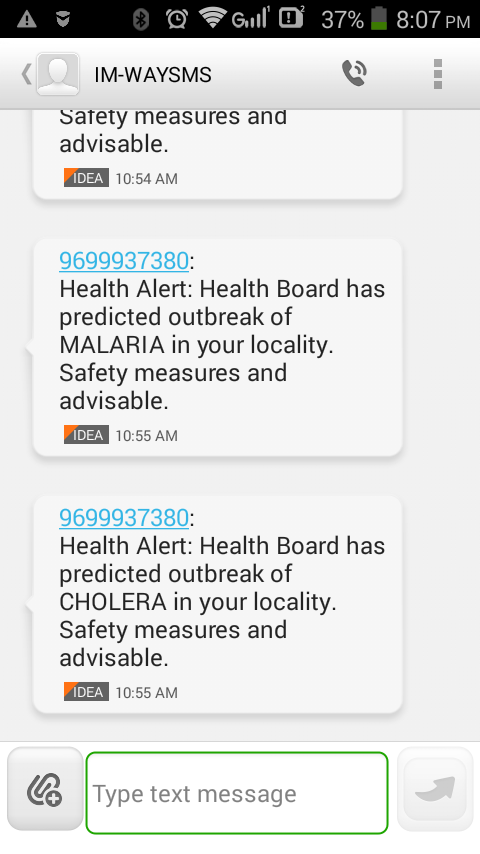 G 1 2 37% 8:07 PM
IM-WAYSMS
Safety measures and
advisable.
IDEA 10:54 AM
9699937380:
Health Alert: Health Board has
predicted outbreak of
MALARIA in your locality.
Safety measures and
advisable.
IDEA 10:55 AM
9699937380:
Health Alert: Health Board has
predicted outbreak of
CHOLERA in your locality.
Safety measures and
advisable.
IDEA 10:55 AM
Type text message